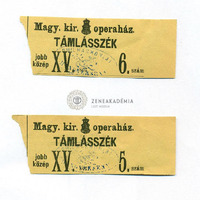 Magy. kir. operaház.
TÁMLÁSSZÉK
jobb közép XV. 6. szám
ZENEAKADÉMIA
Magy. kir. operaház.
TÁMLÁSSZÉK
jobb közép XV. 5. szám